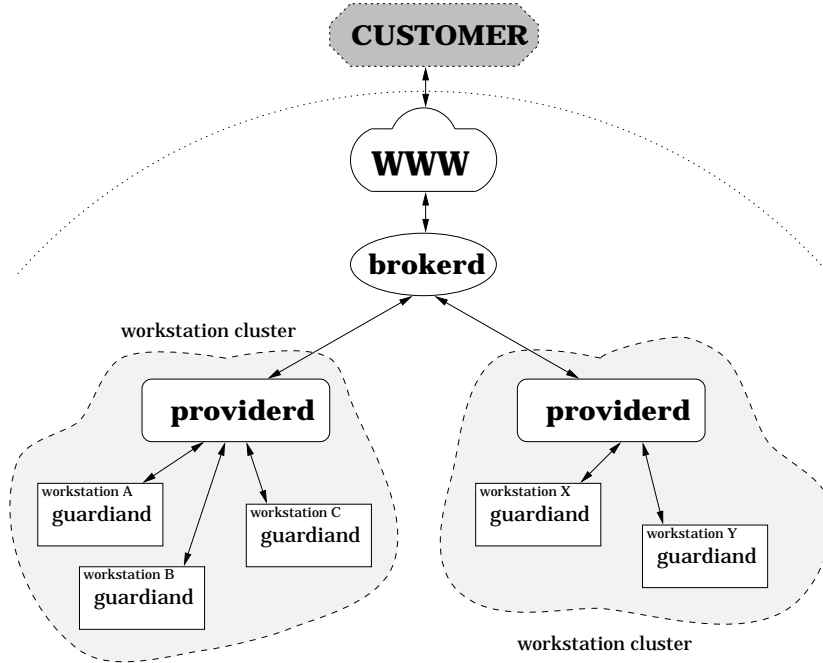 CUSTOMER
WWW
brokerd
workstation cluster
providerd
providerd
workstation A
guardiand
workstation B
guardiand
workstation C
guardiand
workstation X
guardiand
workstation Y
guardiand
workstation cluster